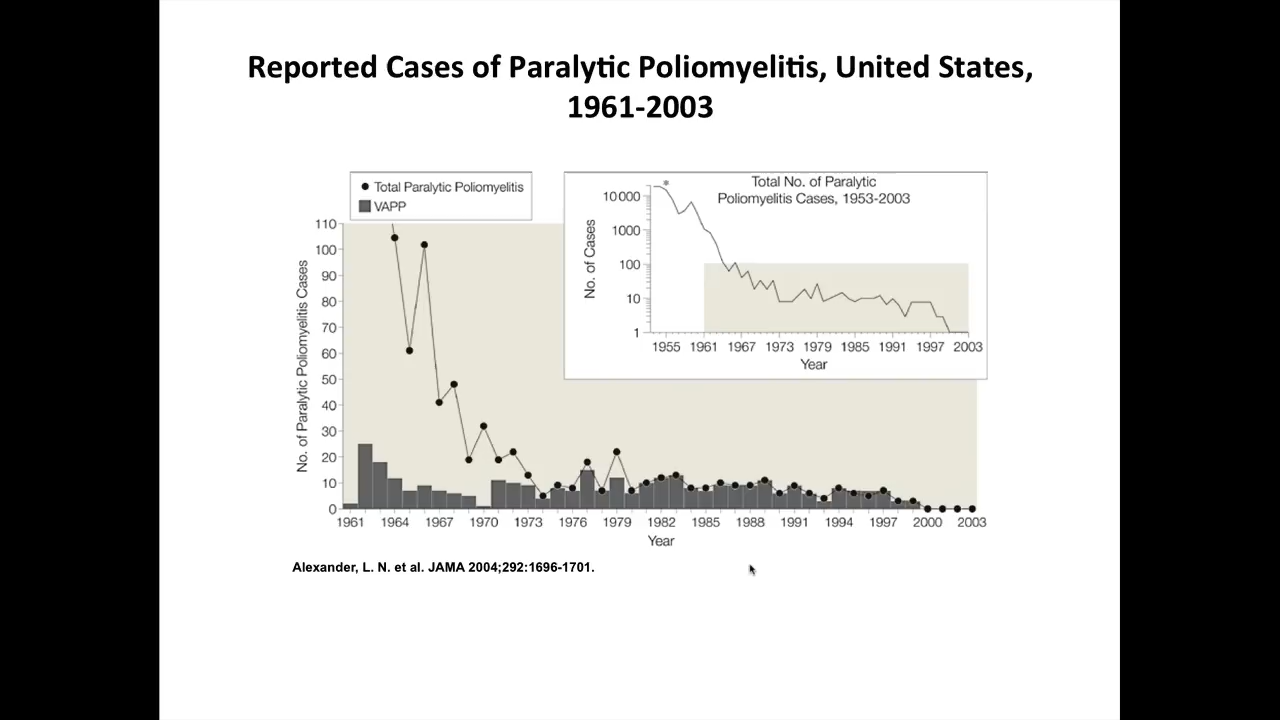 Reported Cases of Paralytic Poliomyelitis, United States,
1961-2003
Total Paralytic Poliomyelitis
VAPP
No. of Paralytic Poliomyelitis Cases
110
100
90
80
70
60
50
40
30
20
10
0
1961 1964 1967 1970 1973 1976 1979 1982 1985 1988 1991 1994 1997 2000 2003
Year
Total No. of Paralytic
Poliomyelitis Cases, 1953-2003
*
No. of Cases
10 000
1000
100
10
1
1955 1961 1967 1973 1979 1985 1991 1997 2003
Year
Alexander, L. N. et al. JAMA 2004;292:1696-1701.